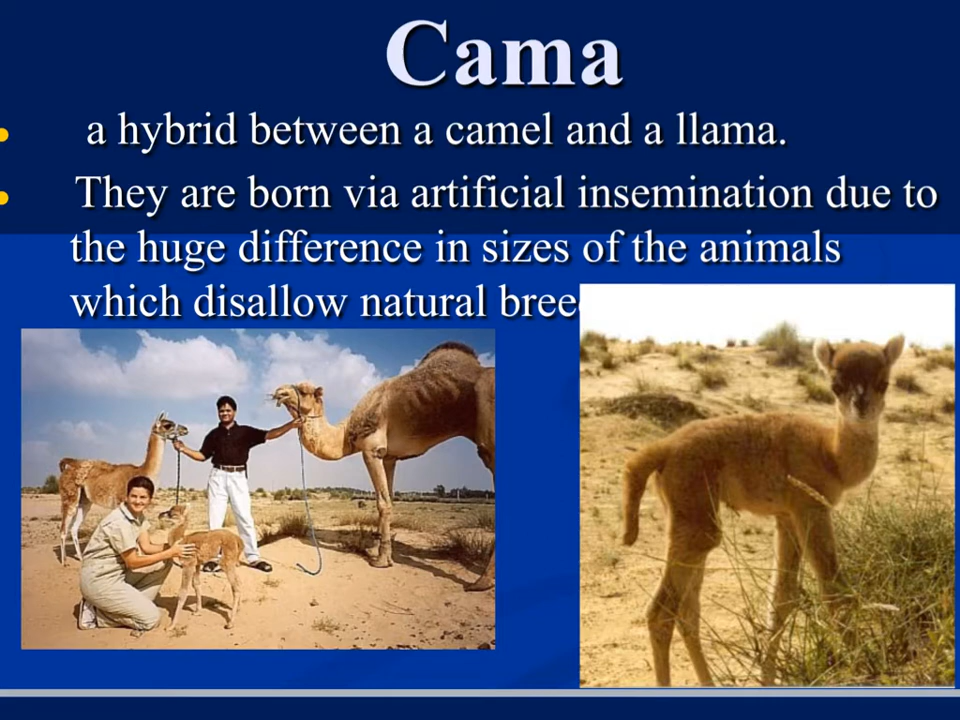 Cama
a hybrid between a camel and a llama.
They are born via artificial insemination due to
the huge difference in sizes of the animals
which disallow natural